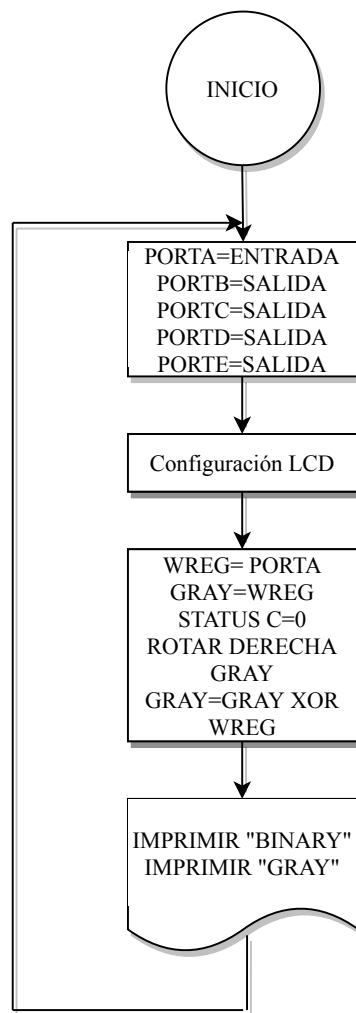 INICIO
PORTA=ENTRADA
PORTB=SALIDA
PORTC=SALIDA
PORTD=SALIDA
PORTE=SALIDA
Configuración LCD
WREG= PORTA
GRAY=WREG
STATUS C=0
ROTAR DERECHA
GRAY
GRAY=GRAY XOR
WREG
IMPRIMIR "BINARY"
IMPRIMIR "GRAY"